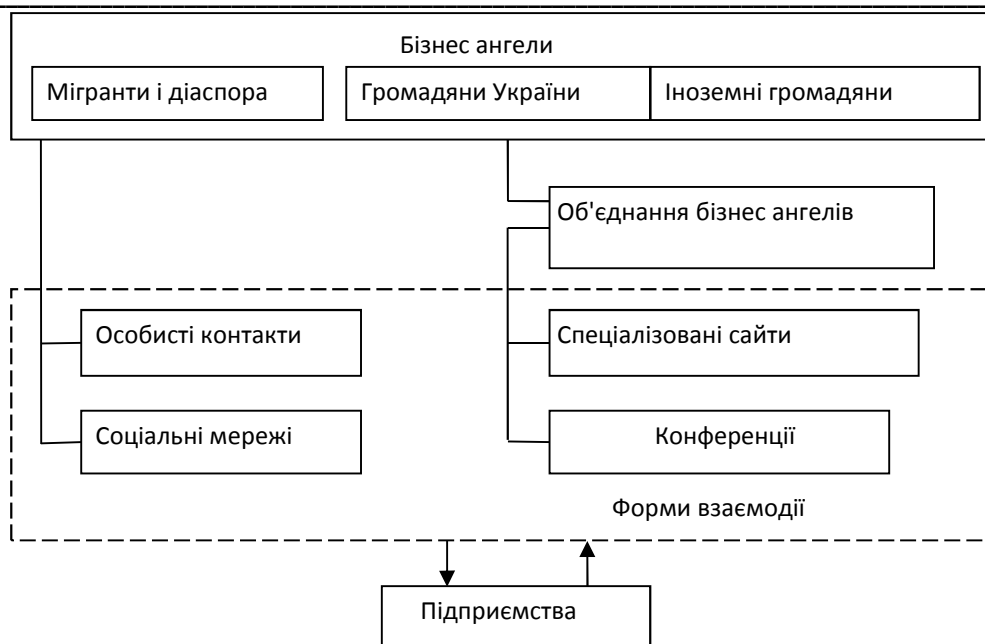 Бізнес ангели
Мігранти і діаспора
Громадяни України
Іноземні громадяни
Об'єднання бізнес ангелів
Особисті контакти
Спеціалізовані сайти
Соціальні мережі
Конференції
Форми взаємодії
Підприємства